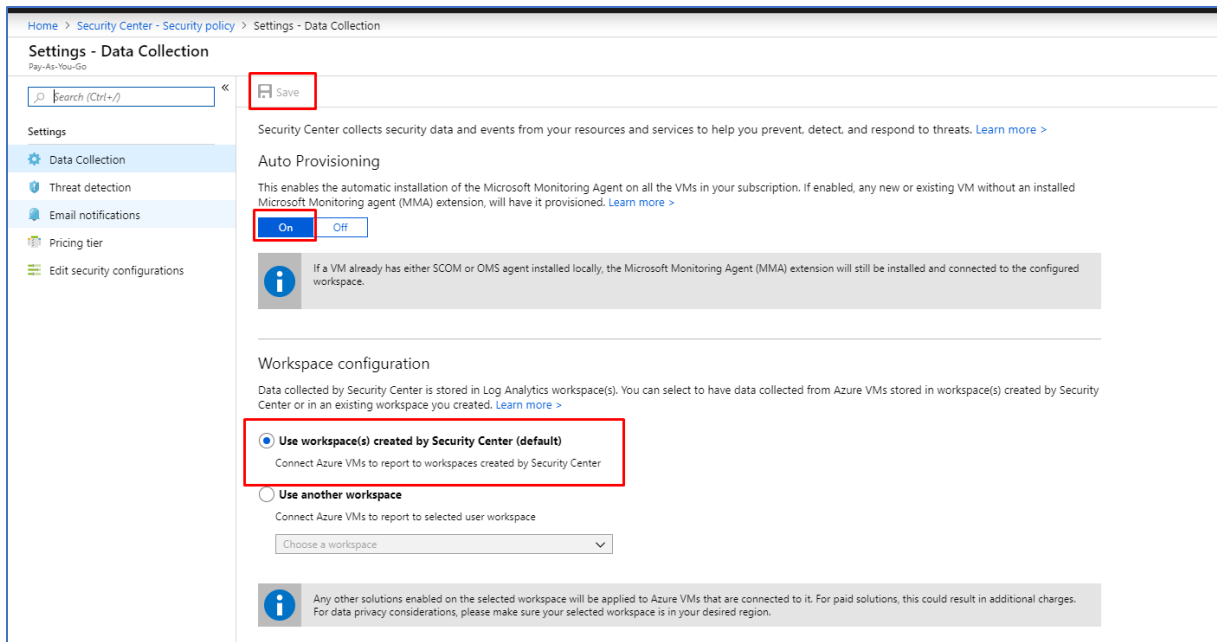 Home > Security Center - Security policy > Settings - Data Collection
Settings - Data Collection
Pay-As-You-Go
Search (Ctrl+/)
«
Save
Settings
Data Collection
Threat detection
Email notifications
Pricing tier
Edit security configurations
Security Center collects security data and events from your resources and services to help you prevent, detect, and respond to threats. Learn more >
Auto Provisioning
This enables the automatic installation of the Microsoft Monitoring Agent on all the VMs in your subscription. If enabled, any new or existing VM without an installed
Microsoft Monitoring agent (MMA) extension, will have it provisioned. Learn more >
On Off
If a VM already has either SCOM or OMS agent installed locally, the Microsoft Monitoring Agent (MMA) extension will still be installed and connected to the configured
workspace.
Workspace configuration
Data collected by Security Center is stored in Log Analytics workspace(s). You can select to have data collected from Azure VMs stored in workspace(s) created by Security
Center or in an existing workspace you created. Learn more >
Use workspace(s) created by Security Center (default)
Connect Azure VMs to report to workspaces created by Security Center
Use another workspace
Connect Azure VMs to report to selected user workspace
Choose a workspace
Any other solutions enabled on the selected workspace will be applied to Azure VMs that are connected to it. For paid solutions, this could result in additional charges.
For data privacy considerations, please make sure your selected workspace is in your desired region.